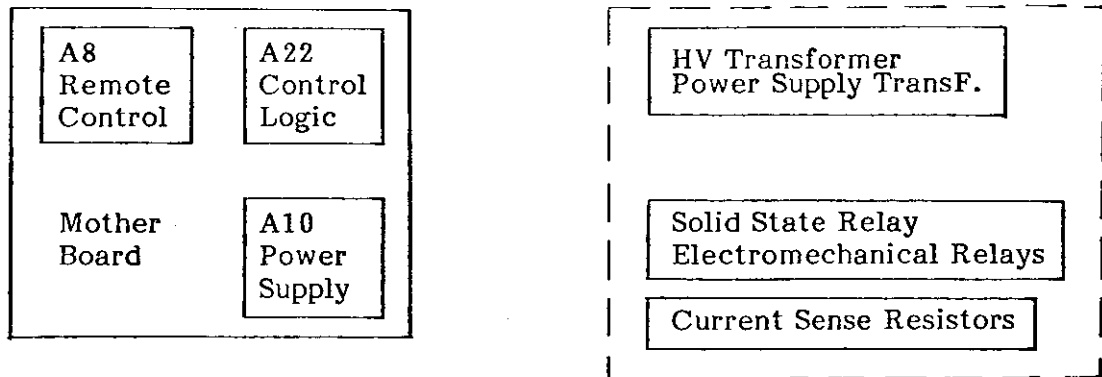 A8
Remote
Control
A22
Control
Logic
Mother
Board
A10
Power
Supply
HV Transformer
Power Supply TransF.
Solid State Relay
Electromechanical Relays
Current Sense Resistors